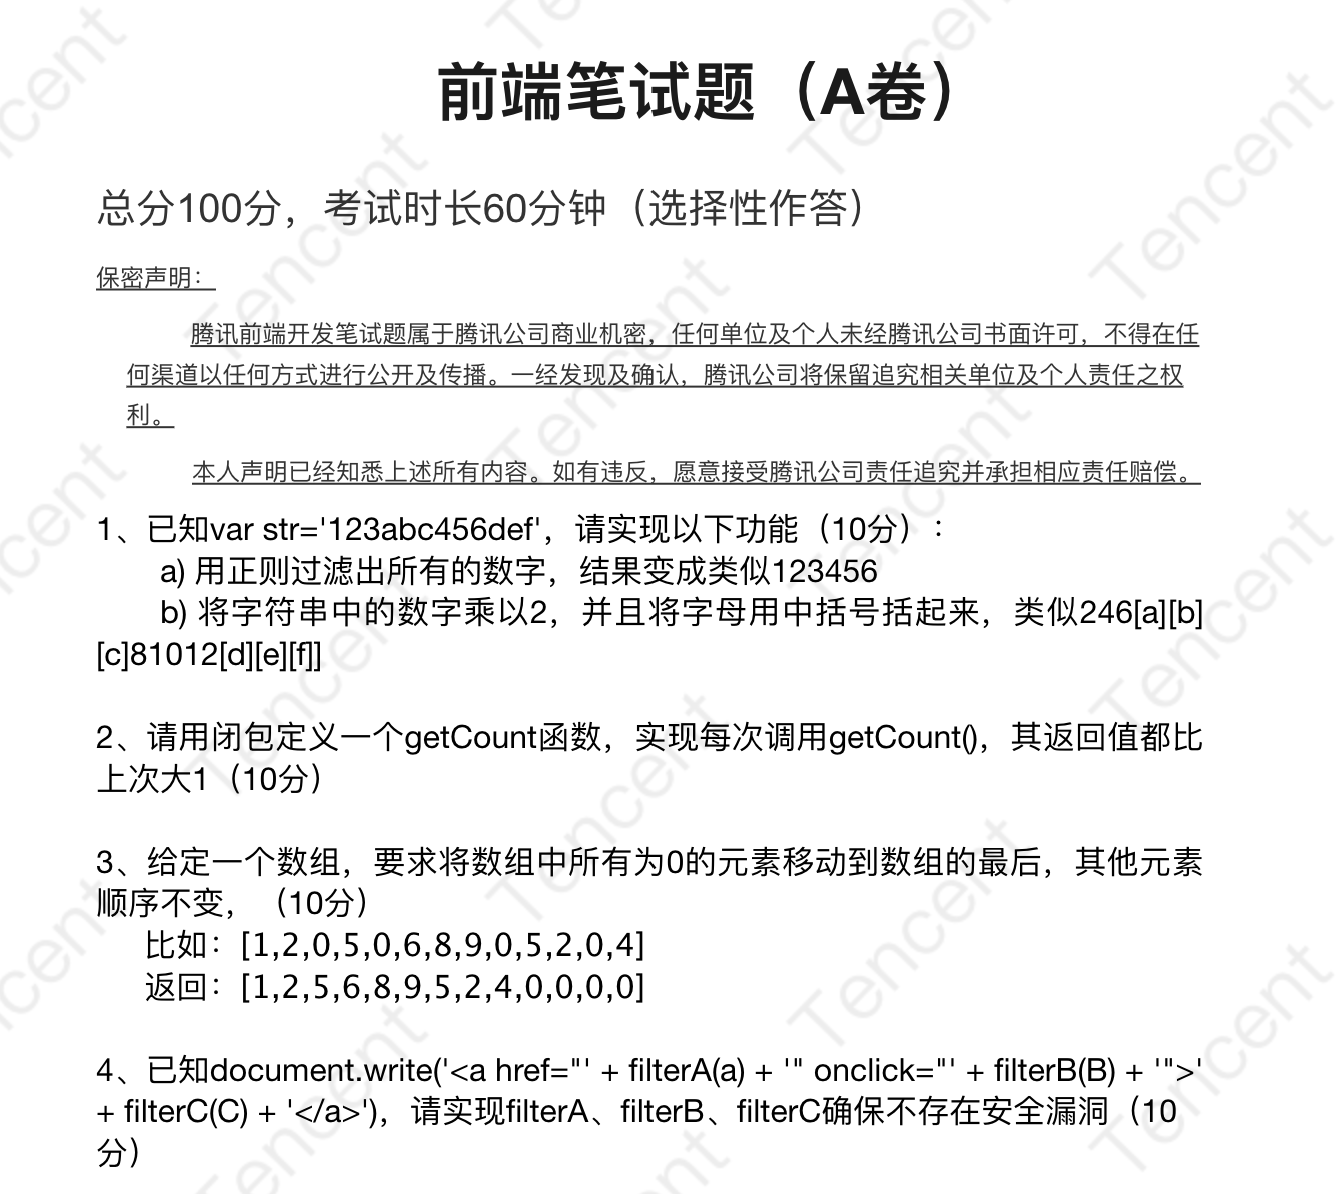 前端笔试题（A卷）
总分100分，考试时长60分钟（选择性作答）
保密声明：
腾讯前端开发笔试题属于腾讯公司商业机密，任何单位及个人未经腾讯公司书面许可，不得在任
何渠道以任何方式进行公开及传播。一经发现及确认，腾讯公司将保留追究相关单位及个人责任之权
利。
本人声明已经知悉上述所有内容。如有违反，愿意接受腾讯公司责任追究并承担相应责任赔偿。
1、已知var str='123abc456def'，请实现以下功能（10分）：
a) 用正则过滤出所有的数字，结果变成类似123456
b) 将字符串中的数字乘以2，并且将字母用中括号括起来，类似246[a][b]
[c]81012[d][e][f]]
2、请用闭包定义一个getCount函数，实现每次调用getCount()，其返回值都比
上次大1（10分）
3、给定一个数组，要求将数组中所有为0的元素移动到数组的最后，其他元素
顺序不变，（10分）
比如：[1,2,0,5,0,6,8,9,0,5,2,0,4]
返回：[1,2,5,6,8,9,5,2,4,0,0,0,0]
4、已知document.write('<a href="' + filterA(a) + '" onclick="' + filterB(B) + '">'
+ filterC(C) + '</a>')，请实现filterA、filterB、filterC确保不存在安全漏洞（10
分）
Tencent